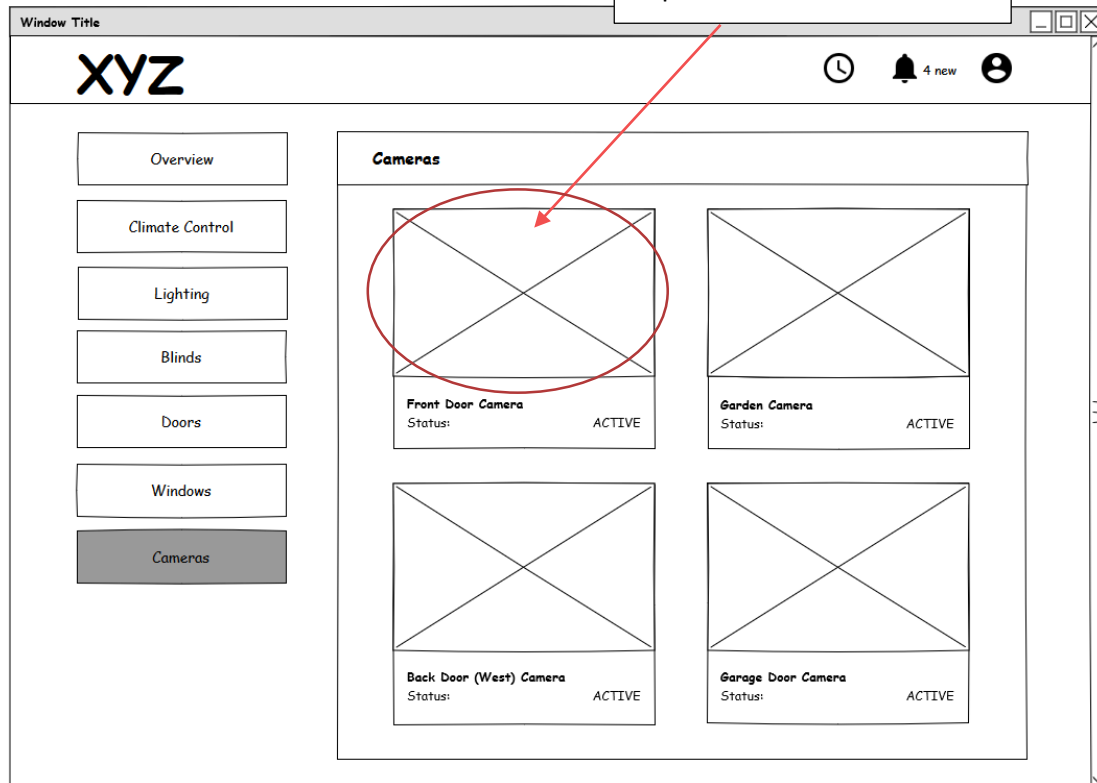 Window Title
XYZ
4 new
Overview
Climate Control
Lighting
Blinds
Doors
Windows
Cameras
Cameras
Front Door Camera
Status: ACTIVE
Garden Camera
Status: ACTIVE
Back Door (West) Camera
Status: ACTIVE
Garage Door Camera
Status: ACTIVE